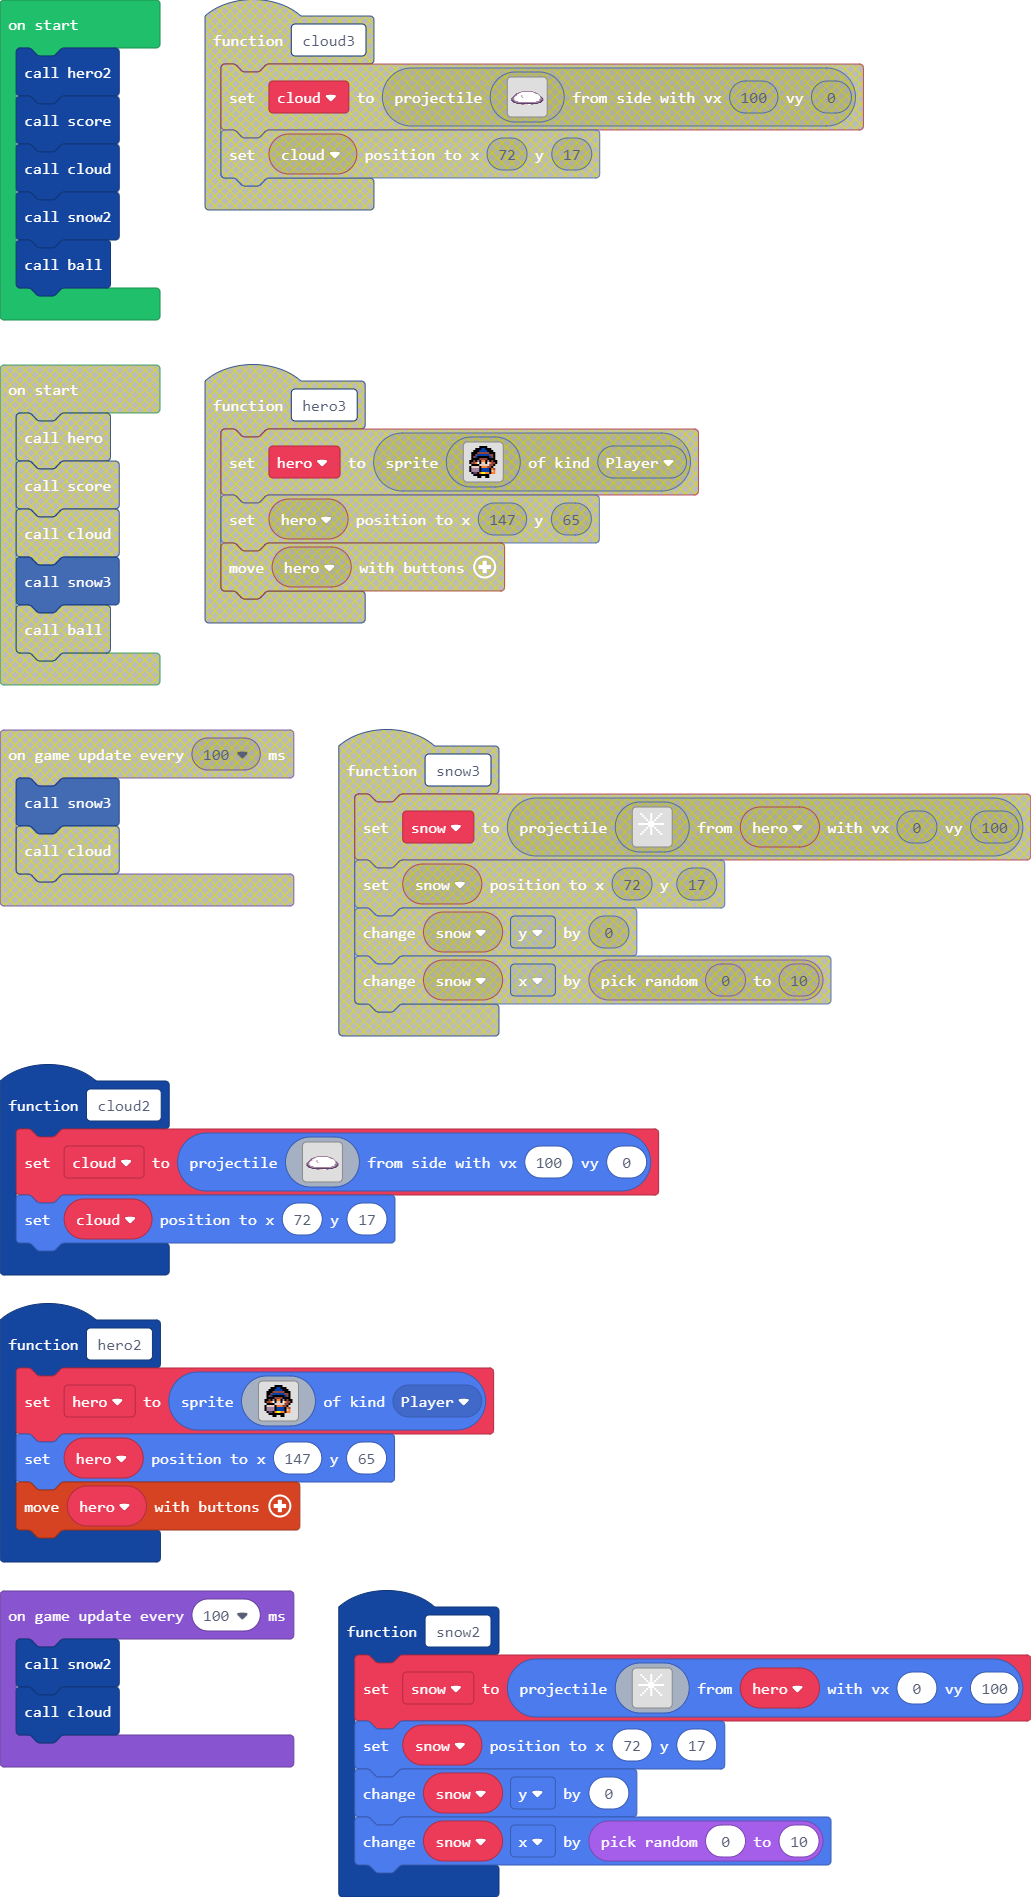 on start
call hero2
call score
call cloud
call snow2
call ball
function cloud3
set cloud to projectile from side with vx 100 vy 0
set cloud position to x 72 y 17
on start
call hero
call score
call cloud
call snow3
call ball
function hero3
set hero to sprite of kind Player
set hero position to x 147 y 65
move hero with buttons
on game update every 100 ms
call snow3
call cloud
function snow3
set snow to projectile from hero with vx 0 vy 100
set snow position to x 72 y 17
change snow y by 0
change snow x by pick random 0 to 10
function cloud2
set cloud to projectile from side with vx 100 vy 0
set cloud position to x 72 y 17
function hero2
set hero to sprite of kind Player
set hero position to x 147 y 65
move hero with buttons
on game update every 100 ms
call snow2
call cloud
function snow2
set snow to projectile from hero with vx 0 vy 100
set snow position to x 72 y 17
change snow y by 0
change snow x by pick random 0 to 10